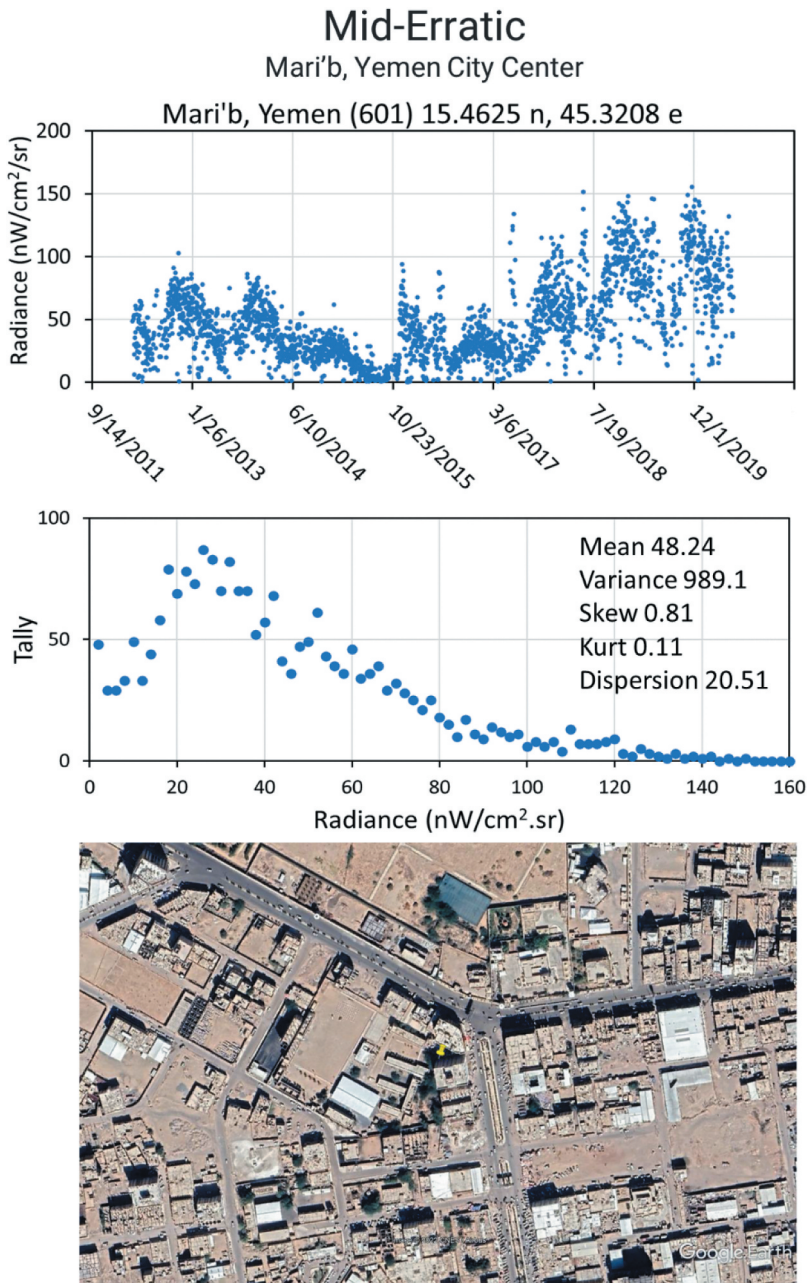 Mid-Erratic
Mari’b, Yemen City Center
Mari'b, Yemen (601) 15.4625 n, 45.3208 e
Radiance (nW/cm²/sr)
200
150
100
50
0
9/14/2011
1/26/2013
6/10/2014
10/23/2015
3/6/2017
7/19/2018
12/1/2019
Tally
100
50
0
Mean 48.24
Variance 989.1
Skew 0.81
Kurt 0.11
Dispersion 20.51
0 20 40 60 80 100 120 140 160
Radiance (nW/cm².sr)
Google Earth